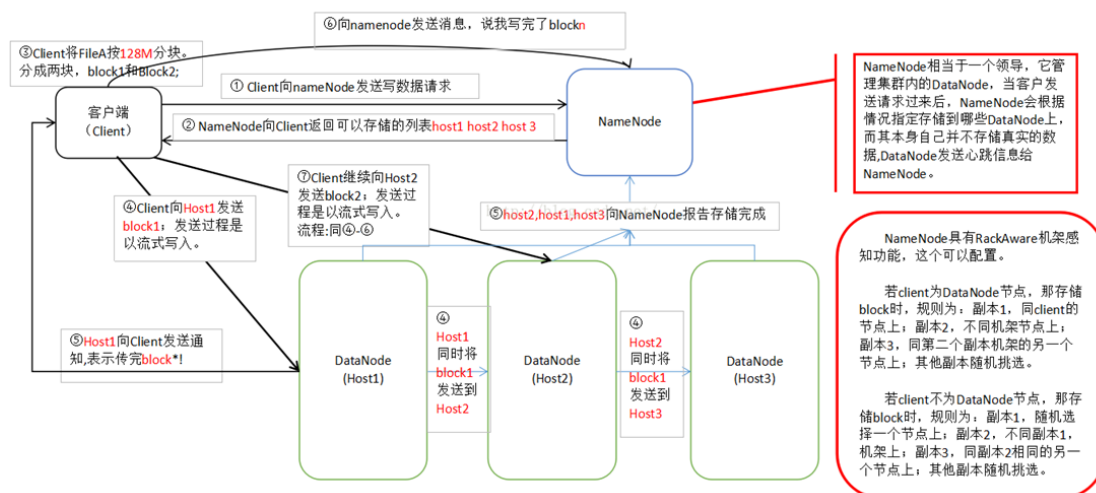 ⑥向namenode发送消息，说我写完了blockn
③Client将FileA按128M分块。
分成两块，block1和Block2;
① Client向nameNode发送写数据请求
客户端
（Client）
② NameNode向Client返回可以存储的列表host1 host2 host 3
NameNode
NameNode相当于一个领导，它管
理集群内的DataNode，当客户发
送请求过来后，NameNode会根据
情况指定存储到哪些DataNode上，
而其本身自己并不存储真实的数
据,DataNode发送心跳信息给
NameNode。
⑦Client继续向Host2
发送block2；发送过
程是以流式写入。
流程:同④-⑥
④Client向Host1发送
block1；发送过程是
以流式写入。
⑤host2,host1,host3向NameNode报告存储完成
NameNode具有RackAware机架感
知功能，这个可以配置。
若client为DataNode节点，那存储
block时，规则为：副本1，同client的
节点上；副本2，不同机架节点上；
副本3，同第二个副本机架的另一个
节点上；其他副本随机挑选。
若client不为DataNode节点，那存
储block时，规则为：副本1，随机选
择一个节点上；副本2，不同副本1，
机架上；副本3，同副本2相同的另一
个节点上；其他副本随机挑选。
⑤Host1向Client发送通
知,表示传完block*!
DataNode
(Host1)
④
Host1
同时将
block1
发送到
Host2
DataNode
(Host2)
④
Host2
同时将
block1
发送到
Host3
DataNode
(Host3)